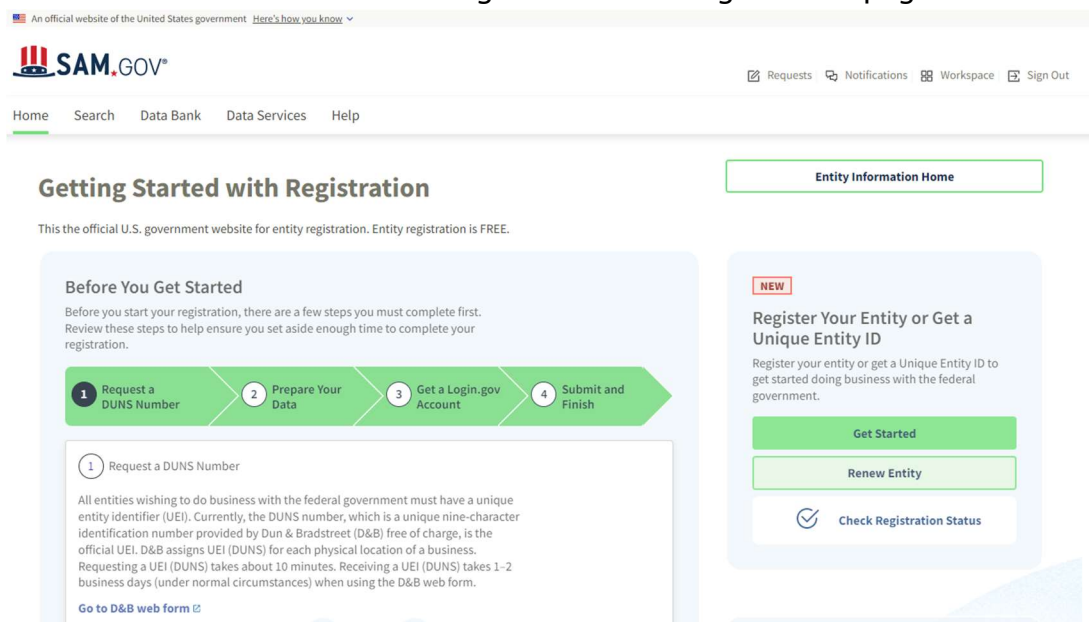 An official website of the United States government Here's how you know
SAM.GOV®
Requests Notifications Workspace Sign Out
Home Search Data Bank Data Services Help
Getting Started with Registration
Entity Information Home
This the official U.S. government website for entity registration. Entity registration is FREE.
Before You Get Started
Before you start your registration, there are a few steps you must complete first.
Review these steps to help ensure you set aside enough time to complete your
registration.
1 Request a
DUNS Number
2 Prepare Your
Data
3 Get a Login.gov
Account
4 Submit and
Finish
1 Request a DUNS Number
All entities wishing to do business with the federal government must have a unique
entity identifier (UEI). Currently, the DUNS number, which is a unique nine-character
identification number provided by Dun & Bradstreet (D&B) free of charge, is the
official UEI. D&B assigns UEI (DUNS) for each physical location of a business.
Requesting a UEI (DUNS) takes about 10 minutes. Receiving a UEI (DUNS) takes 1–2
business days (under normal circumstances) when using the D&B web form.
Go to D&B web form
NEW
Register Your Entity or Get a
Unique Entity ID
Register your entity or get a Unique Entity ID to
get started doing business with the federal
government.
Get Started
Renew Entity
Check Registration Status